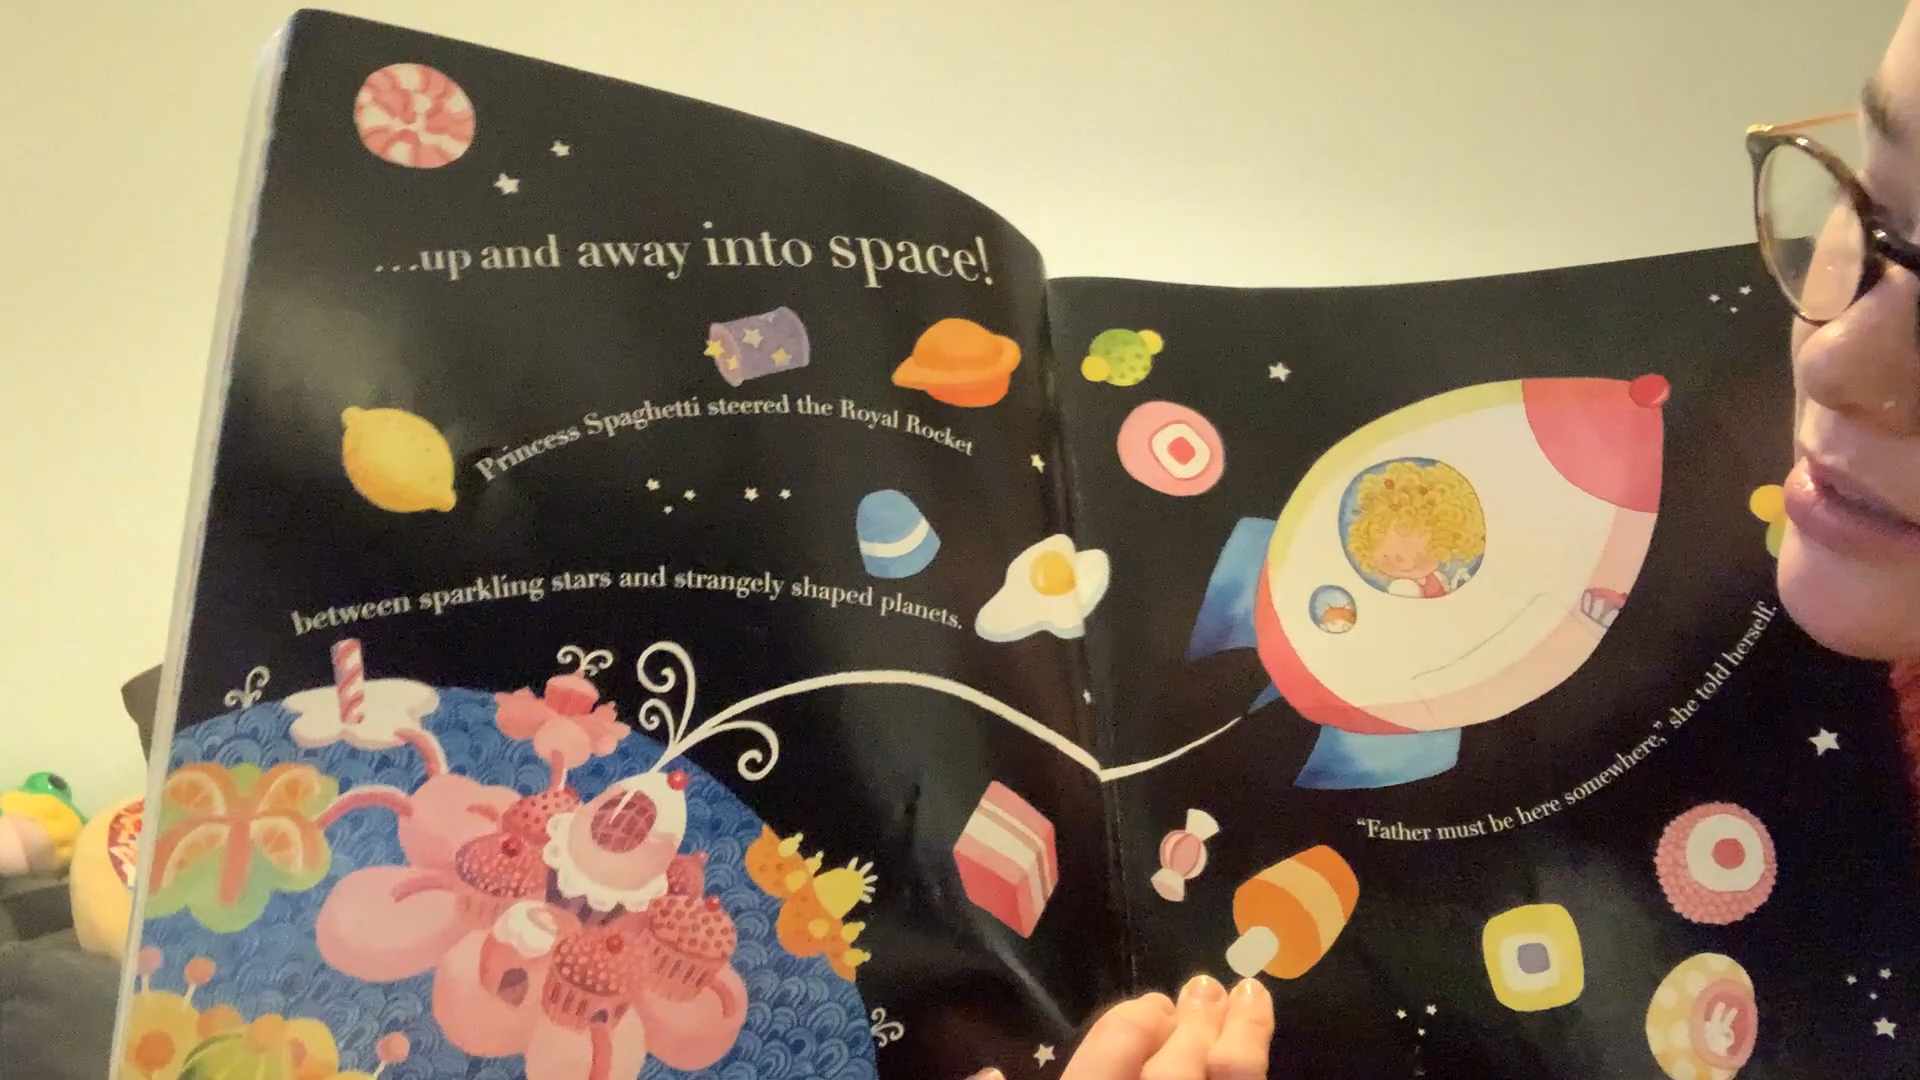 ...up and away into space!
Princess Spaghetti steered the Royal Rocket
between sparkling stars and strangely shaped planets.
“Father must be here somewhere,” she told herself.